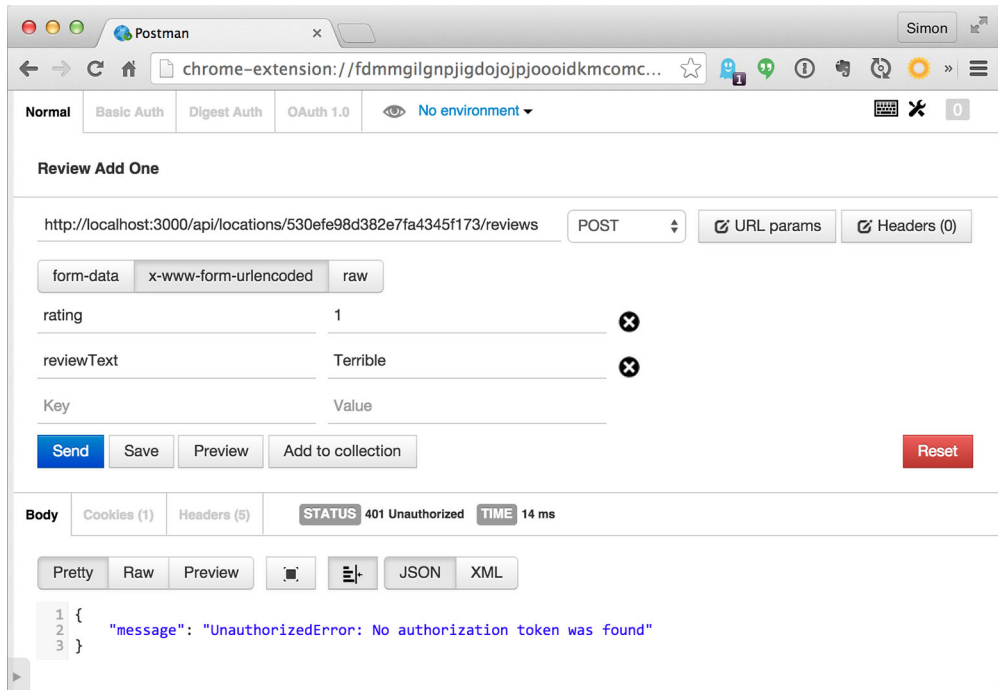 Postman
Simon
chrome-extension://fdmmgilgnpjigdojojpjoooidkmcomc...
1
Normal Basic Auth Digest Auth OAuth 1.0 No environment
0
Review Add One
http://localhost:3000/api/locations/530efe98d382e7fa4345f173/reviews POST URL params Headers (0)
form-data x-www-form-urlencoded raw
rating 1
reviewText Terrible
Key Value
Send Save Preview Add to collection Reset
Body Cookies (1) Headers (5) STATUS 401 Unauthorized TIME 14 ms
Pretty Raw Preview JSON XML
1 {
2 "message": "UnauthorizedError: No authorization token was found"
3 }